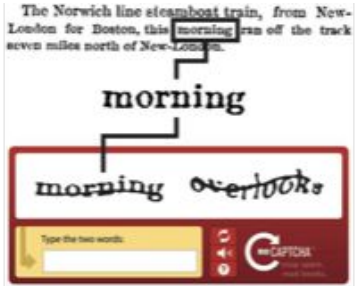 The Norwich line steamboat train, from New-
London for Boston, this morning ran off the track
seven miles north of New-London.
morning
morning overlooks
Type the two words:
reCAPTCHA